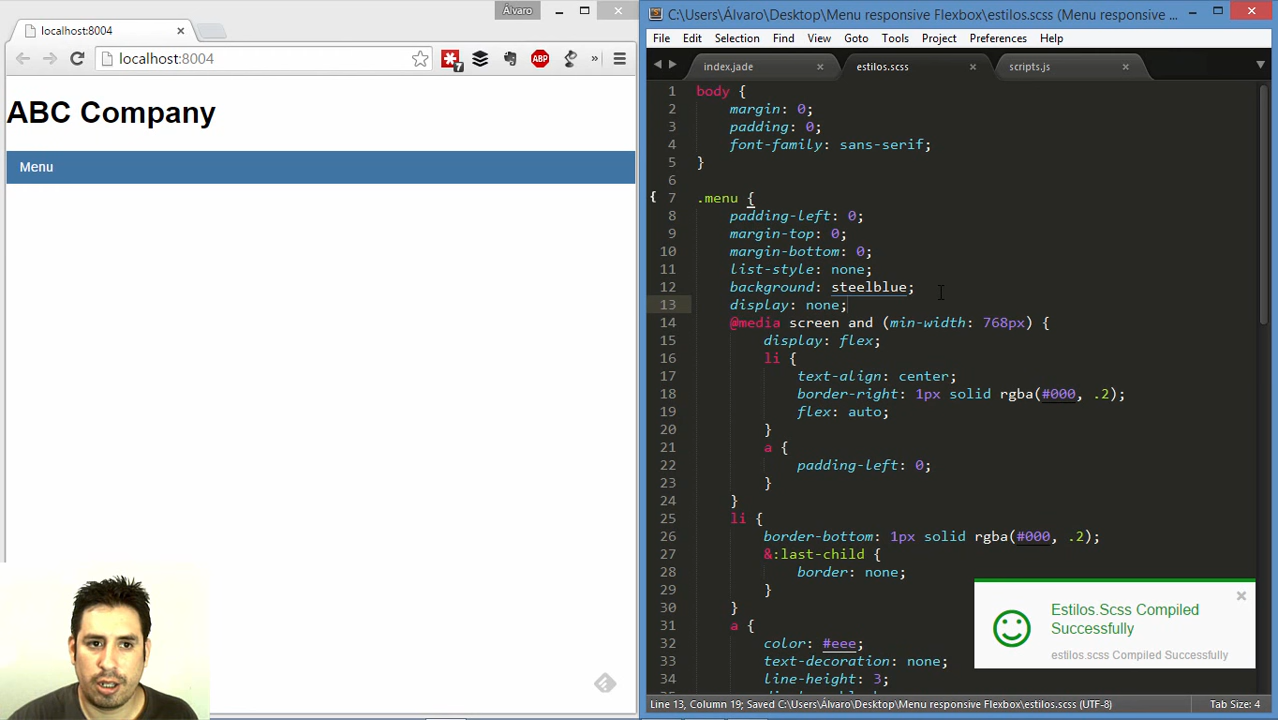 Alvaro
localhost:8004
localhost:8004
7
ABP
»
ABC Company
Menu
C:\Users\Álvaro\Desktop\Menu responsive Flexbox\estilos.scss (Menu responsive ...
File Edit Selection Find View Goto Tools Project Preferences Help
index.jade estilos.scss scripts.js
1 body {
2 margin: 0;
3 padding: 0;
4 font-family: sans-serif;
5 }
6
{ 7 .menu {
8 padding-left: 0;
9 margin-top: 0;
10 margin-bottom: 0;
11 list-style: none;
12 background: steelblue;
13 display: none;
14 @media screen and (min-width: 768px) {
15 display: flex;
16 li {
17 text-align: center;
18 border-right: 1px solid rgba(#000, .2);
19 flex: auto;
20 }
21 a {
22 padding-left: 0;
23 }
24 }
25 li {
26 border-bottom: 1px solid rgba(#000, .2);
27 &:last-child {
28 border: none;
29 }
30 }
31 a {
32 color: #eee;
33 text-decoration: none;
34 line-height: 3;
Estilos.Scss Compiled
Successfully
estilos.scss Compiled Successfully
Line 13, Column 19; Saved C:\Users\Álvaro\Desktop\Menu responsive Flexbox\estilos.scss (UTF-8) Tab Size: 4